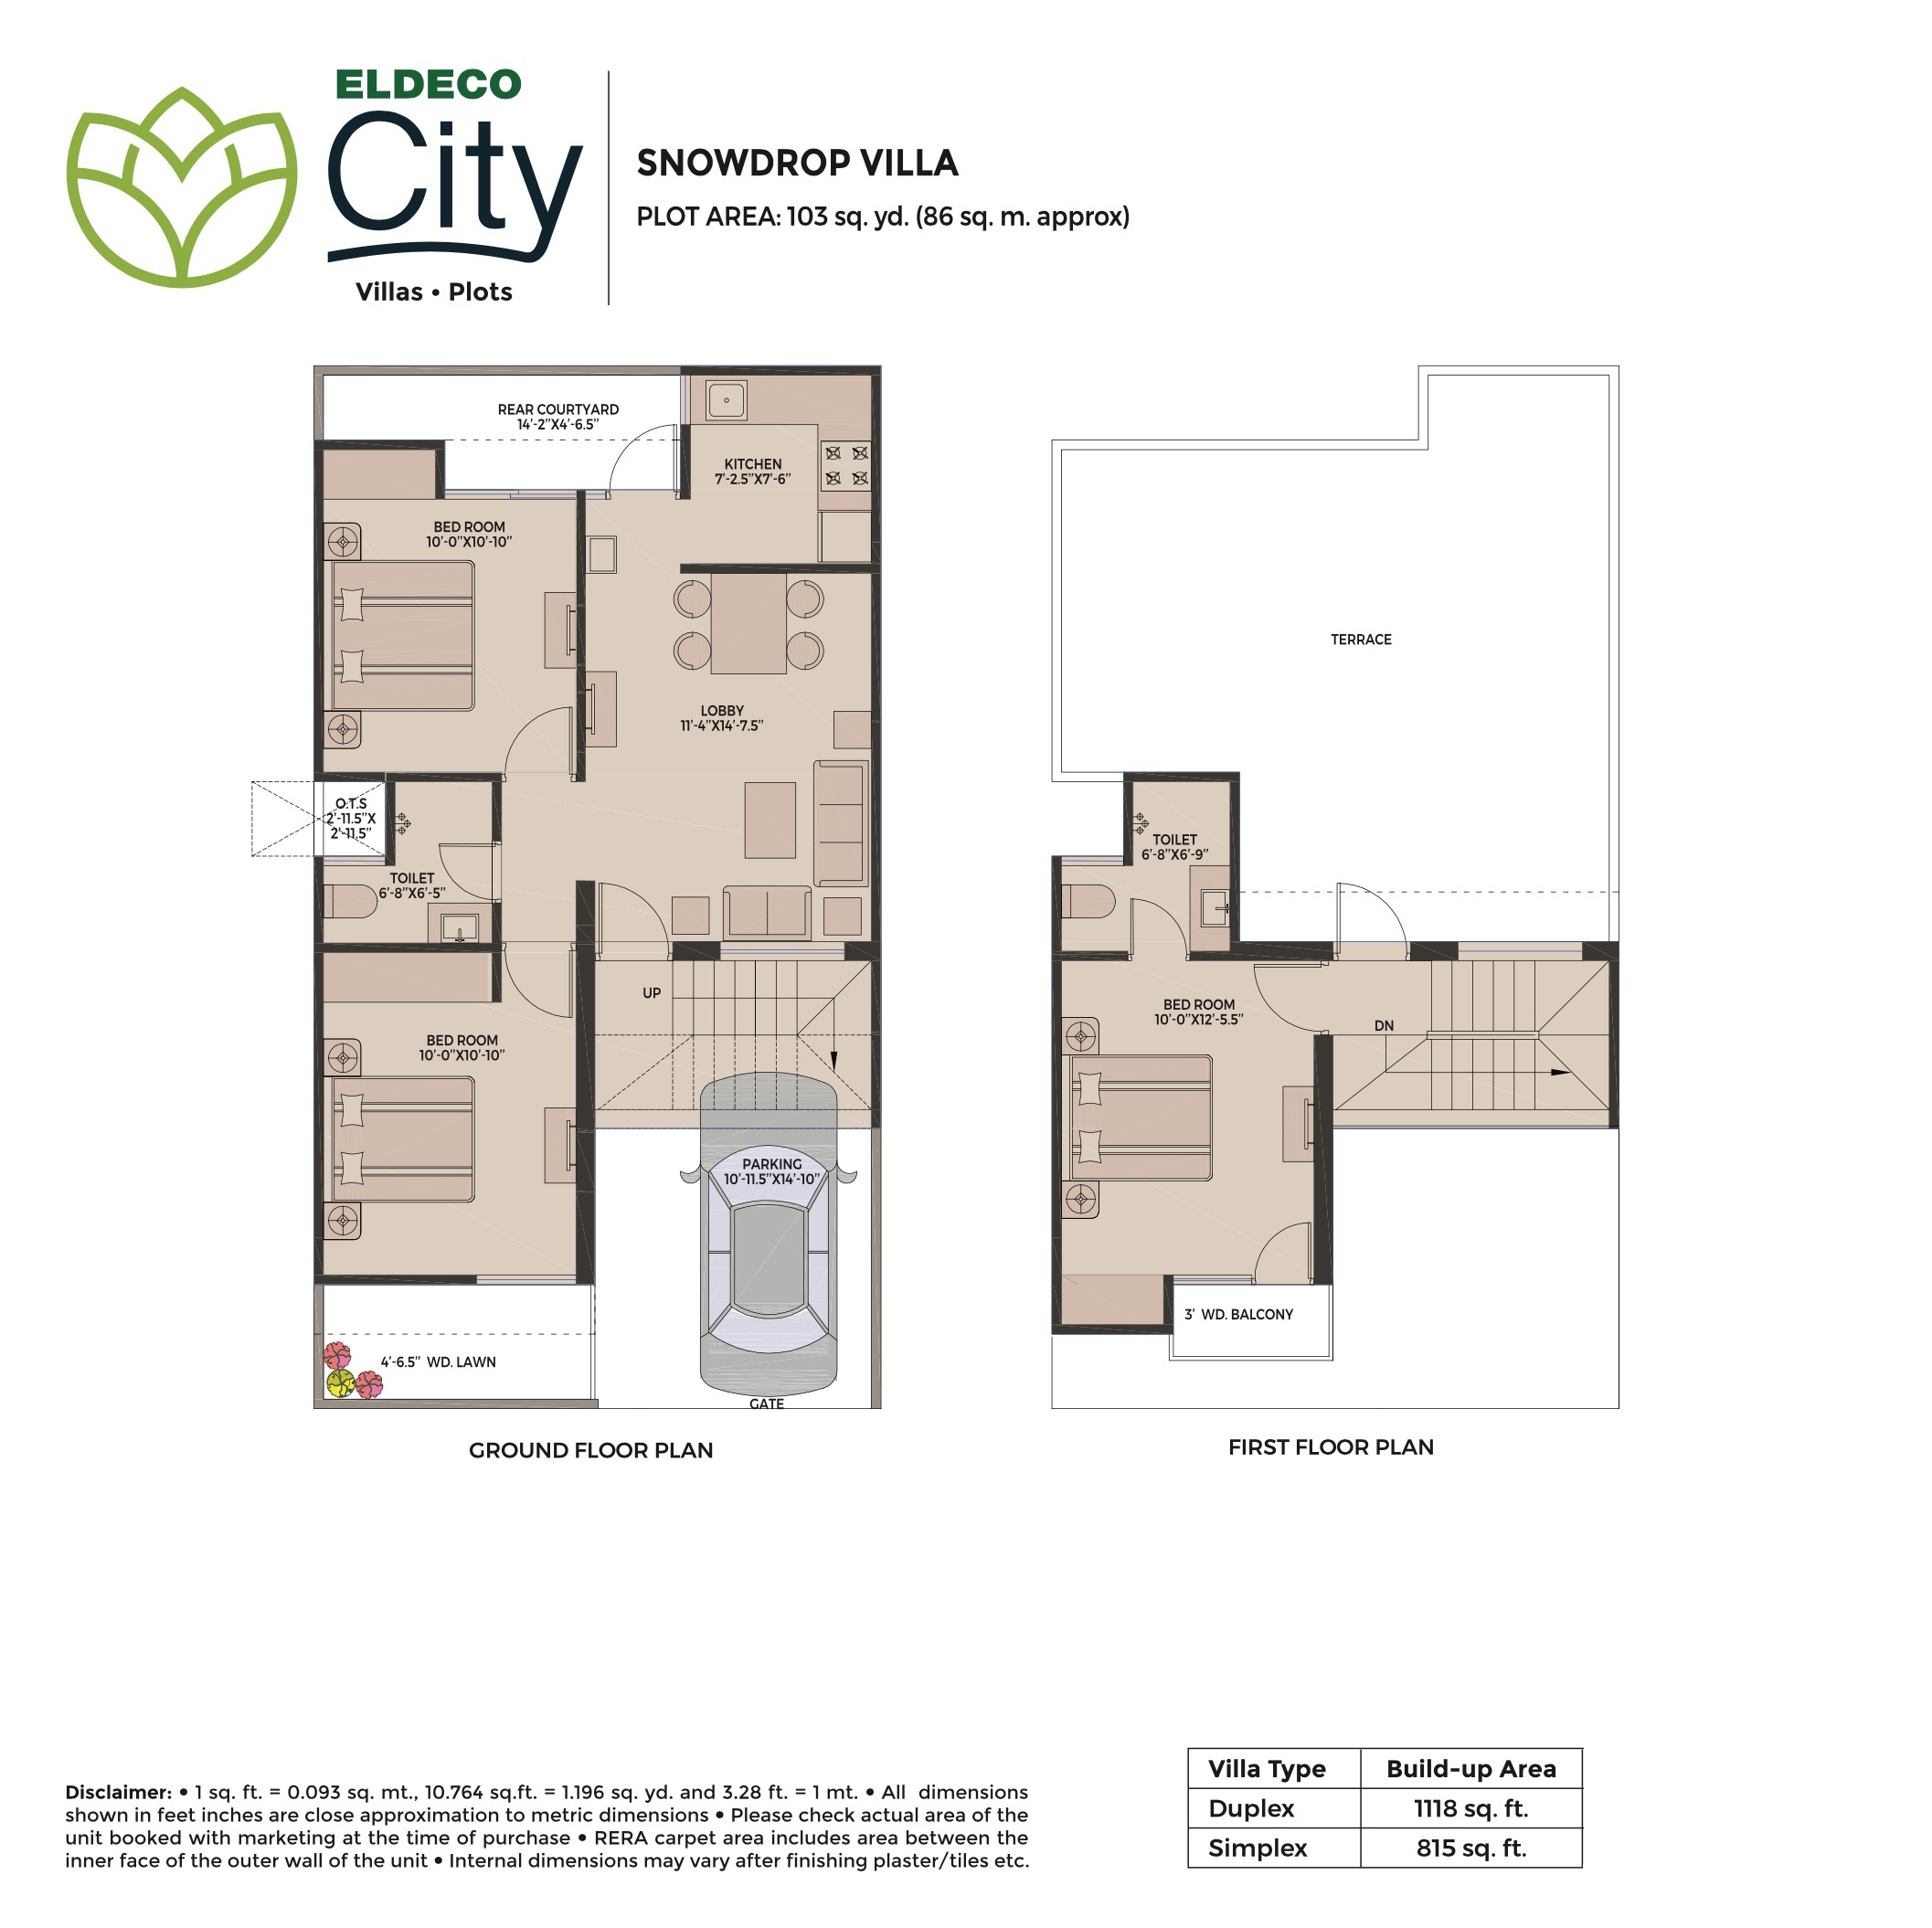 ELDECO
City
Villas • Plots
SNOWDROP VILLA
PLOT AREA: 103 sq. yd. (86 sq. m. approx)
REAR COURTYARD
14'-2"X4'-6.5"
KITCHEN
7'-2.5"X7'-6"
BED ROOM
10'-0"X10'-10"
LOBBY
11'-4"X14'-7.5"
O.T.S
2'-11.5"X
2'-11.5"
TOILET
6'-8"X6'-5"
UP
BED ROOM
10'-0"X10'-10"
PARKING
10'-11.5"X14'-10"
4'-6.5" WD. LAWN
GATE
GROUND FLOOR PLAN
TERRACE
TOILET
6'-8"X6'-9"
BED ROOM
10'-0"X12'-5.5"
DN
3' WD. BALCONY
FIRST FLOOR PLAN
Disclaimer: • 1 sq. ft. = 0.093 sq. mt., 10.764 sq.ft. = 1.196 sq. yd. and 3.28 ft. = 1 mt. • All dimensions
shown in feet inches are close approximation to metric dimensions • Please check actual area of the
unit booked with marketing at the time of purchase • RERA carpet area includes area between the
inner face of the outer wall of the unit • Internal dimensions may vary after finishing plaster/tiles etc.
Villa Type Build-up Area
Duplex 1118 sq. ft.
Simplex 815 sq. ft.